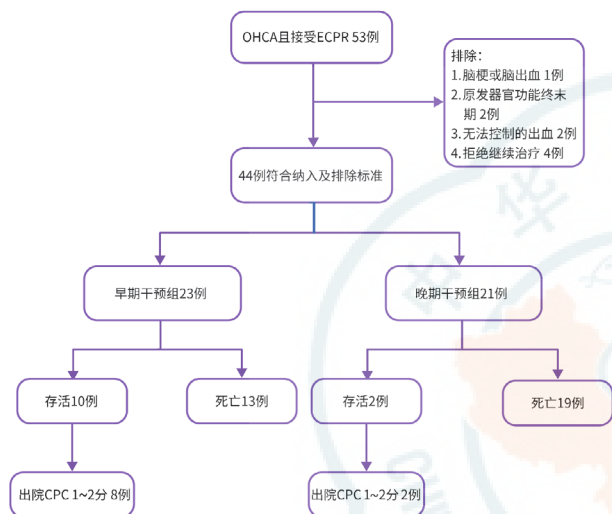 OHCA且接受ECPR 53例
排除：
1.脑梗或脑出血 1例
2.原发器官功能终末
期 2例
3.无法控制的出血 2例
4.拒绝继续治疗 4例
44例符合纳入及排除标准
早期干预组23例
晚期干预组21例
存活10例
死亡13例
存活2例
死亡19例
出院CPC 1~2分 8例
出院CPC 1~2分 2例
中
华
CHI